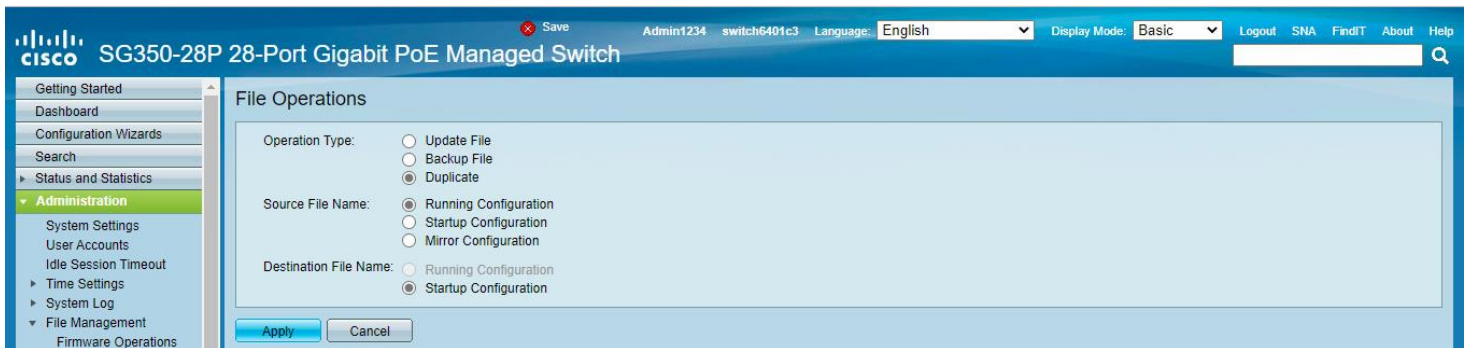 Save Admin1234 switch6401c3 Language: English Display Mode: Basic Logout SNA FindIT About Help
cisco SG350-28P 28-Port Gigabit PoE Managed Switch
Getting Started
Dashboard
Configuration Wizards
Search
Status and Statistics
Administration
System Settings
User Accounts
Idle Session Timeout
Time Settings
System Log
File Management
Firmware Operations
File Operations
Operation Type: Update File
Backup File
Duplicate
Source File Name: Running Configuration
Startup Configuration
Mirror Configuration
Destination File Name: Running Configuration
Startup Configuration
Apply Cancel